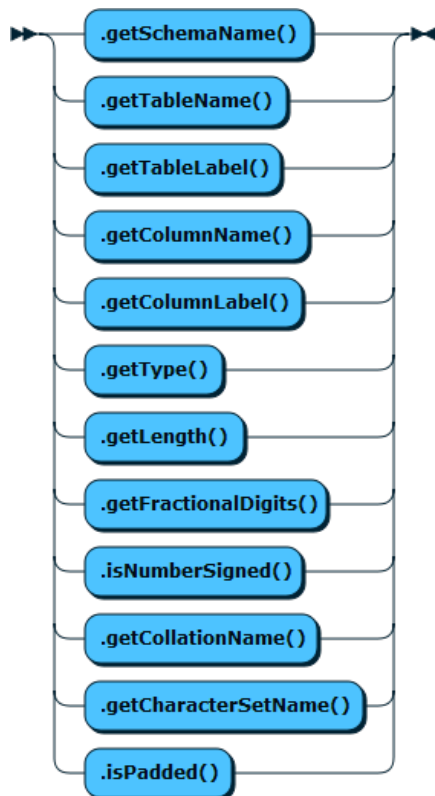 .getSchemaName()
.getTableName()
.getTableLabel()
.getColumnName()
.getColumnLabel()
.getType()
.getLength()
.getFractionalDigits()
.isNumberSigned()
.getCollationName()
.getCharacterSetName()
.isPadded()